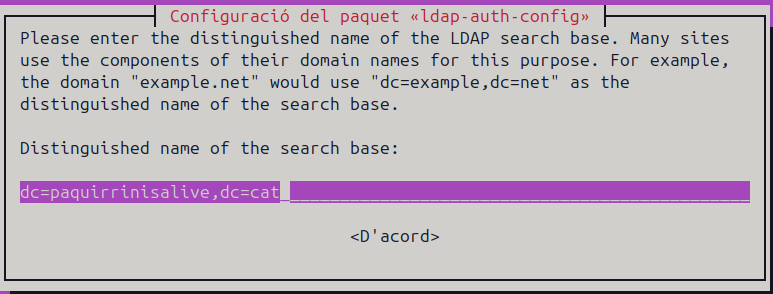 Configuració del paquet «ldap-auth-config»
Please enter the distinguished name of the LDAP search base. Many sites
use the components of their domain names for this purpose. For example,
the domain "example.net" would use "dc=example,dc=net" as the
distinguished name of the search base.
Distinguished name of the search base:
dc=paquirrinisalive,dc=cat
<D'acord>